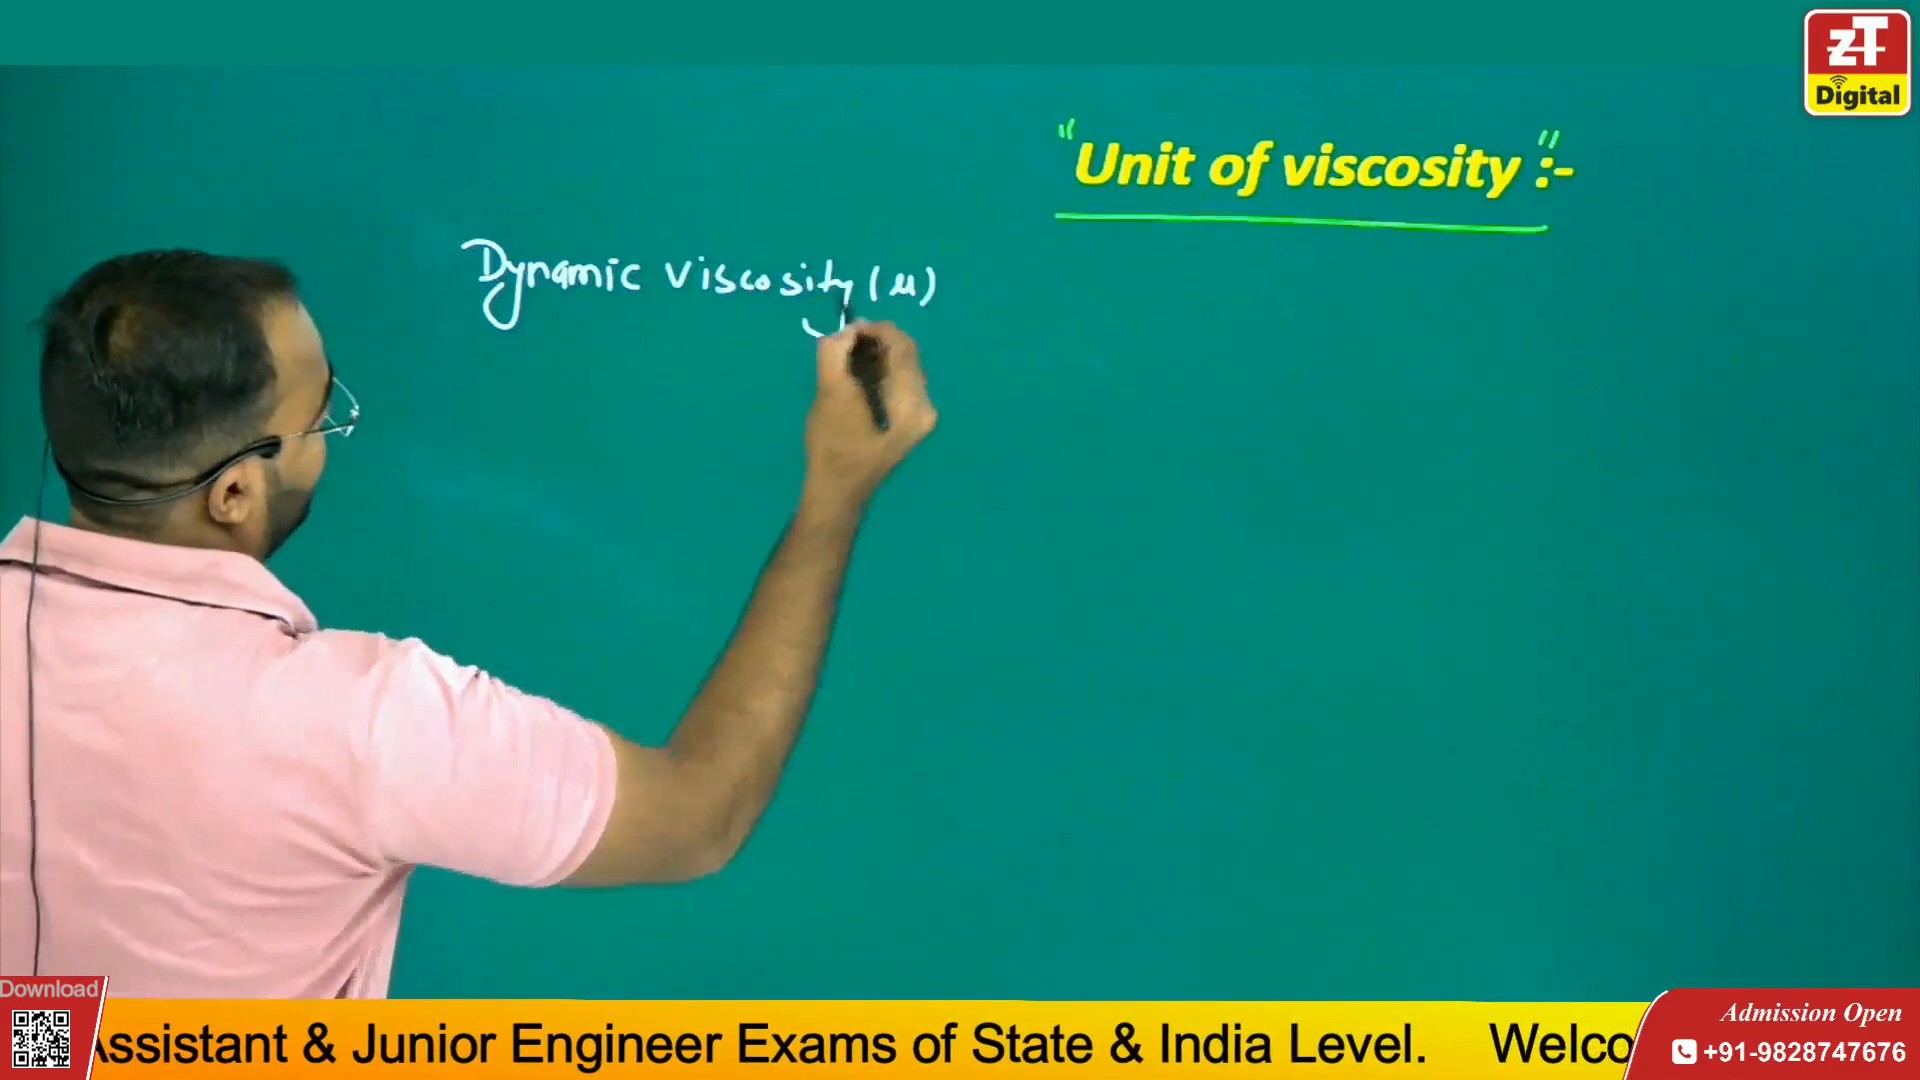 ZT
Digital
"Unit of viscosity":-
Dynamic viscosity (μ)
Download
Assistant & Junior Engineer Exams of State & India Level. Welco
Admission Open
+91-9828747676